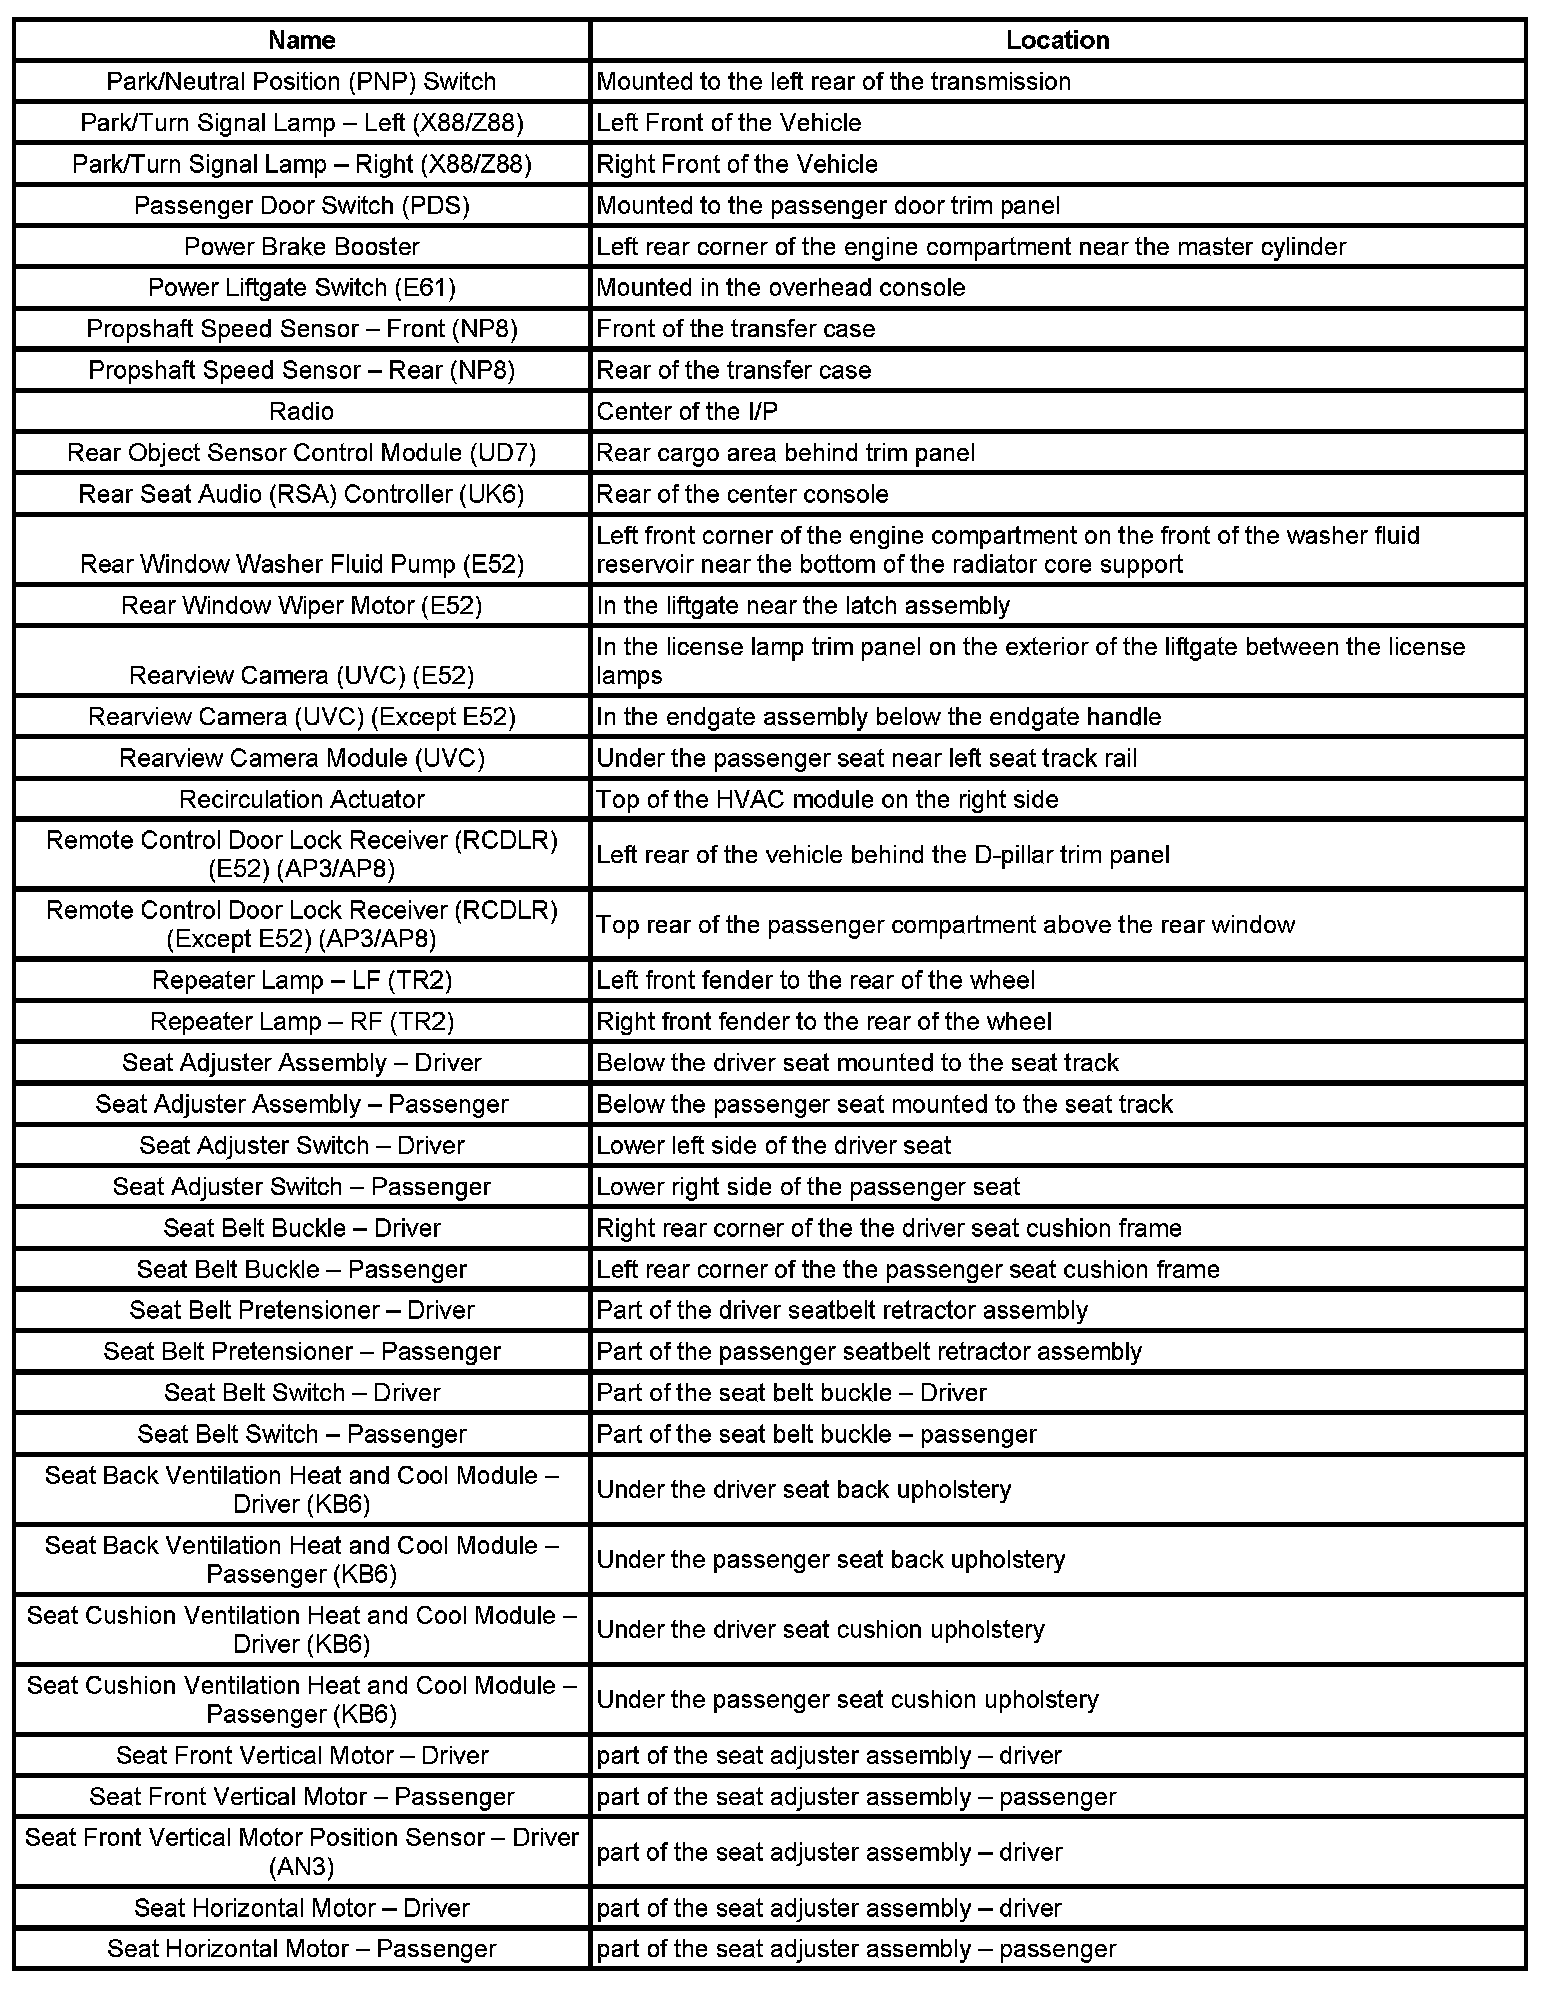 Name Location
Park/Neutral Position (PNP) Switch Mounted to the left rear of the transmission
Park/Turn Signal Lamp – Left (X88/Z88) Left Front of the Vehicle
Park/Turn Signal Lamp – Right (X88/Z88) Right Front of the Vehicle
Passenger Door Switch (PDS) Mounted to the passenger door trim panel
Power Brake Booster Left rear corner of the engine compartment near the master cylinder
Power Liftgate Switch (E61) Mounted in the overhead console
Propshaft Speed Sensor – Front (NP8) Front of the transfer case
Propshaft Speed Sensor – Rear (NP8) Rear of the transfer case
Radio Center of the I/P
Rear Object Sensor Control Module (UD7) Rear cargo area behind trim panel
Rear Seat Audio (RSA) Controller (UK6) Rear of the center console
Rear Window Washer Fluid Pump (E52)
Left front corner of the engine compartment on the front of the washer fluid
reservoir near the bottom of the radiator core support
Rear Window Wiper Motor (E52) In the liftgate near the latch assembly
Rearview Camera (UVC) (E52)
In the license lamp trim panel on the exterior of the liftgate between the license
lamps
Rearview Camera (UVC) (Except E52) In the endgate assembly below the endgate handle
Rearview Camera Module (UVC) Under the passenger seat near left seat track rail
Recirculation Actuator Top of the HVAC module on the right side
Remote Control Door Lock Receiver (RCDLR)
(E52) (AP3/AP8)
Left rear of the vehicle behind the D-pillar trim panel
Remote Control Door Lock Receiver (RCDLR)
(Except E52) (AP3/AP8)
Top rear of the passenger compartment above the rear window
Repeater Lamp – LF (TR2) Left front fender to the rear of the wheel
Repeater Lamp – RF (TR2) Right front fender to the rear of the wheel
Seat Adjuster Assembly – Driver Below the driver seat mounted to the seat track
Seat Adjuster Assembly – Passenger Below the passenger seat mounted to the seat track
Seat Adjuster Switch – Driver Lower left side of the driver seat
Seat Adjuster Switch – Passenger Lower right side of the passenger seat
Seat Belt Buckle – Driver Right rear corner of the the driver seat cushion frame
Seat Belt Buckle – Passenger Left rear corner of the the passenger seat cushion frame
Seat Belt Pretensioner – Driver Part of the driver seatbelt retractor assembly
Seat Belt Pretensioner – Passenger Part of the passenger seatbelt retractor assembly
Seat Belt Switch – Driver Part of the seat belt buckle – Driver
Seat Belt Switch – Passenger Part of the seat belt buckle – passenger
Seat Back Ventilation Heat and Cool Module –
Driver (KB6)
Under the driver seat back upholstery
Seat Back Ventilation Heat and Cool Module –
Passenger (KB6)
Under the passenger seat back upholstery
Seat Cushion Ventilation Heat and Cool Module –
Driver (KB6)
Under the driver seat cushion upholstery
Seat Cushion Ventilation Heat and Cool Module –
Passenger (KB6)
Under the passenger seat cushion upholstery
Seat Front Vertical Motor – Driver part of the seat adjuster assembly – driver
Seat Front Vertical Motor – Passenger part of the seat adjuster assembly – passenger
Seat Front Vertical Motor Position Sensor – Driver
(AN3)
part of the seat adjuster assembly – driver
Seat Horizontal Motor – Driver part of the seat adjuster assembly – driver
Seat Horizontal Motor – Passenger part of the seat adjuster assembly – passenger